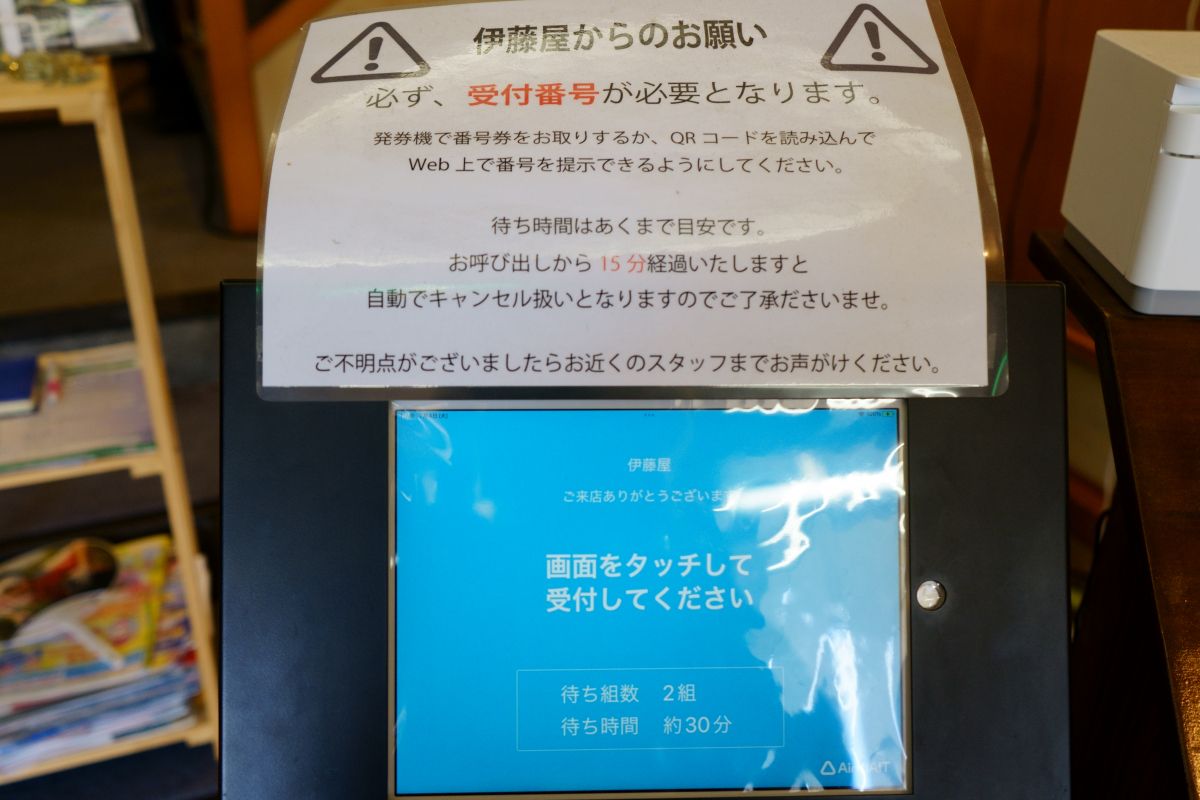 伊藤屋からのお願い
必ず、受付番号が必要となります。
発券機で番号券をお取りするか、QRコードを読み込んで
Web上で番号を提示できるようにしてください。
待ち時間はあくまで目安です。
お呼び出しから15分経過いたしますと
自動でキャンセル扱いとなりますのでご了承ださいませ。
ご不明点がございましたらお近くのスタッフまでお声がけください。
伊藤屋
ご来店ありがとうございます
画面をタッチして
受付してください
待ち組数 2組
待ち時間 約30分